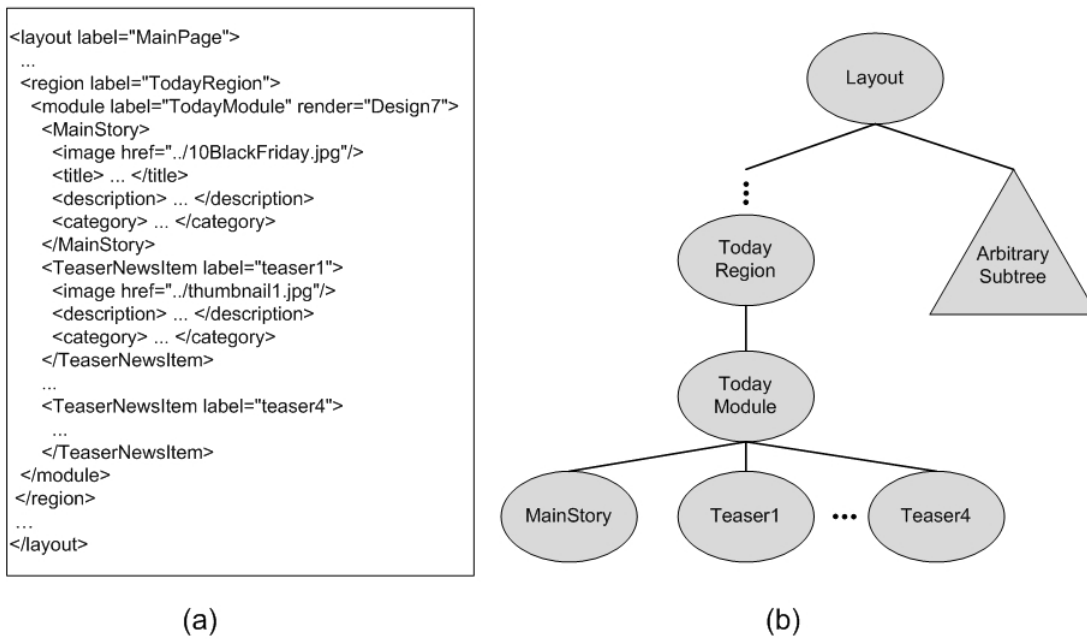 <layout label="MainPage">
...
<region label="TodayRegion">
<module label="TodayModule" render="Design7">
<MainStory>
<image href="../10BlackFriday.jpg"/>
<title> ... </title>
<description> ... </description>
<category> ... </category>
</MainStory>
<TeaserNewsItem label="teaser1">
<image href="../thumbnail1.jpg"/>
<description> ... </description>
<category> ... </category>
</TeaserNewsItem>
...
<TeaserNewsItem label="teaser4">
...
</TeaserNewsItem>
</module>
</region>
...
</layout>
(a)
Layout
Today
Region
Arbitrary
Subtree
Today
Module
MainStory
Teaser1
Teaser4
(b)